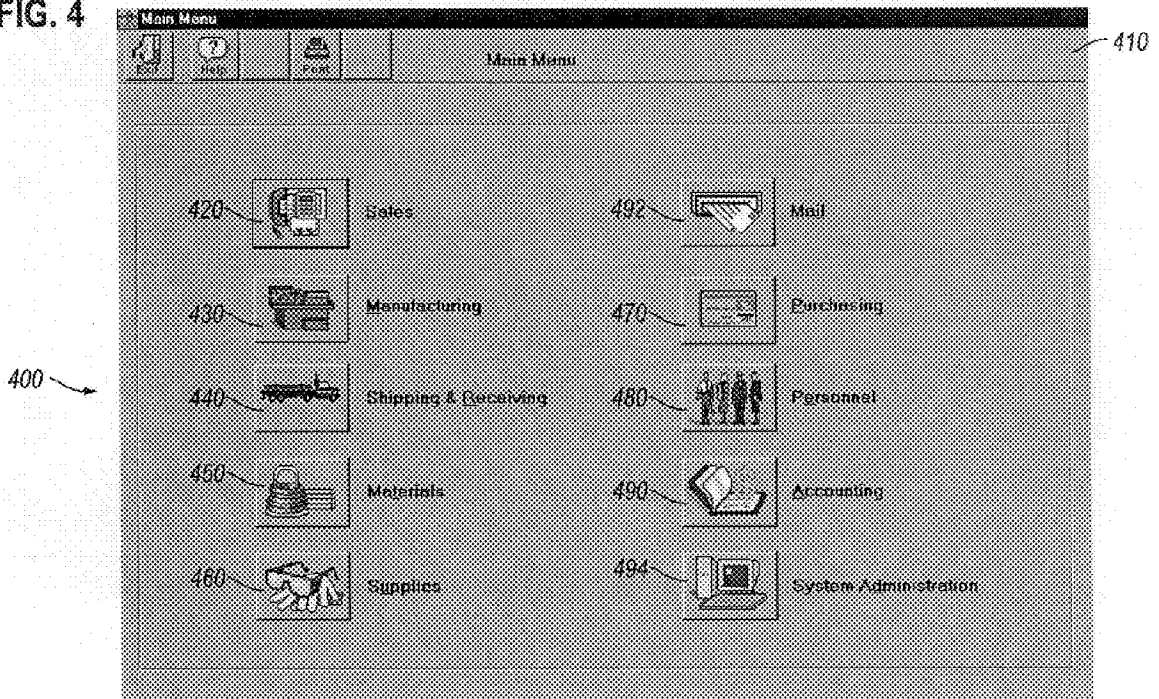 FIG. 4
Main Menu
Exit
Help
Print
Main Menu
410
420
Sales
492
Mail
430
Manufacturing
470
Purchasing
400
440
Shipping & Receiving
480
Personnel
450
Materials
490
Accounting
460
Supplies
494
System Administration